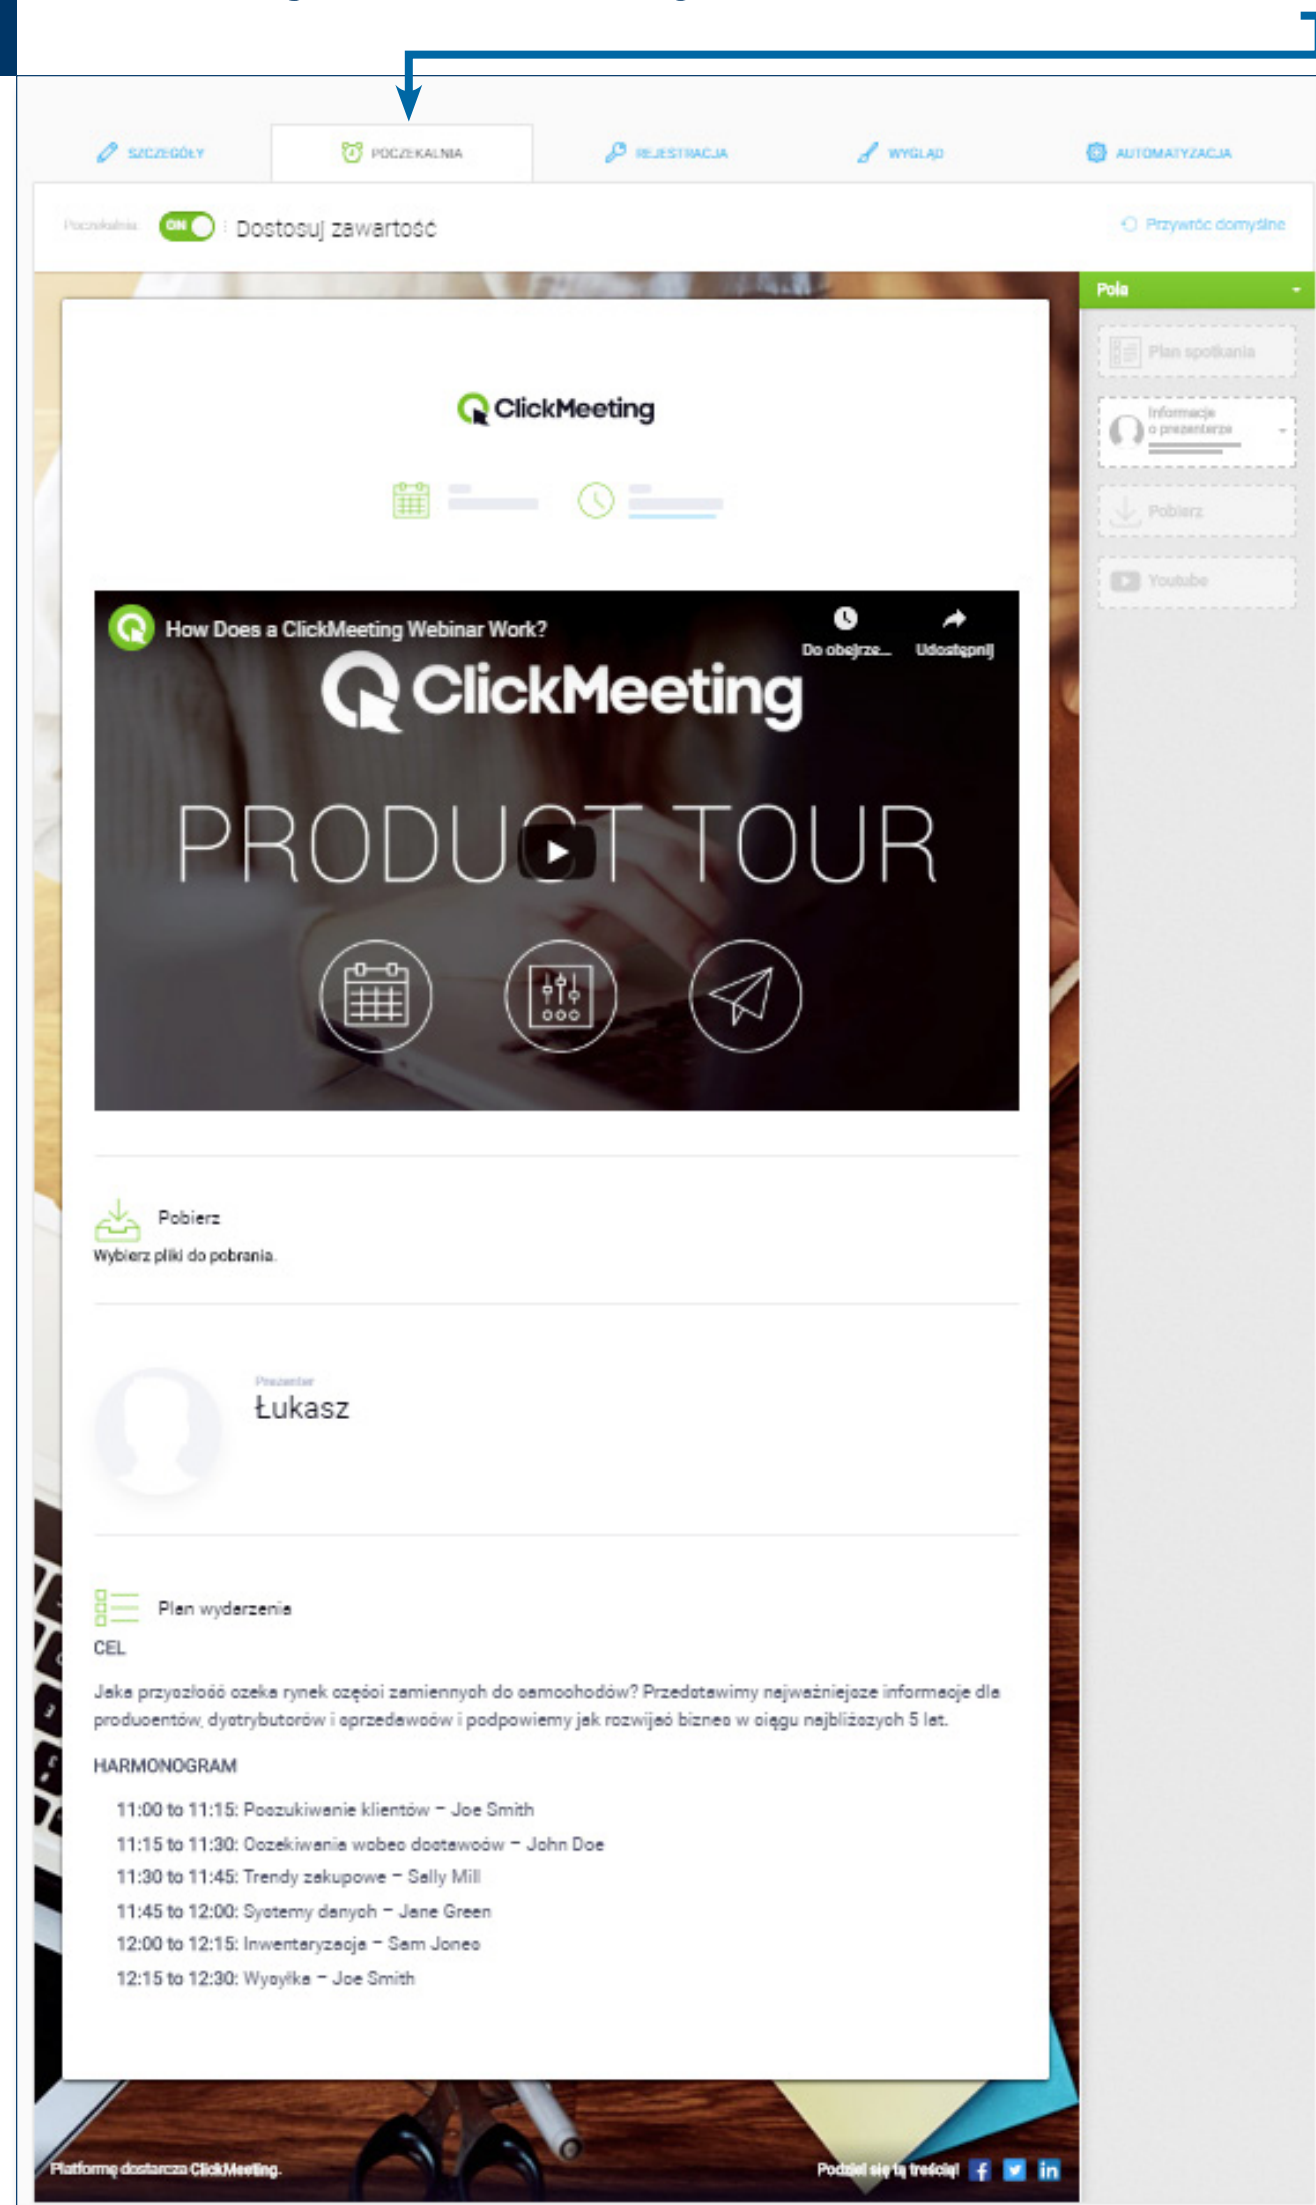 SZCZEGÓŁY
POCZEKALNIA
REJESTRACJA
WYGLĄD
AUTOMATYZACJA
Poczekalnia:
ON
Dostosuj zawartość
Przywróc domyślne
Pola
Plan spotkania
Informacje
o prezenterze
Pobierz
Youtube
ClickMeeting
How Does a ClickMeeting Webinar Work?
Do obejrze...
Udostępnij
ClickMeeting
PRODUCT TOUR
Pobierz
Wybierz pliki do pobrania.
Prezenter
Łukasz
Plan wydarzenia
CEL
Jaka przyszłość czeka rynek części zamiennych do samochodów? Przedstawimy najważniejsze informacje dla
producentów, dystrybutorów i sprzedawców i podpowiemy jak rozwijać biznes w ciągu najbliższych 5 lat.
HARMONOGRAM
11:00 to 11:15: Poszukiwanie klientów – Joe Smith
11:15 to 11:30: Oczekiwania wobec dostawców – John Doe
11:30 to 11:45: Trendy zakupowe – Sally Mill
11:45 to 12:00: Systemy danych – Jane Green
12:00 to 12:15: Inwentaryzacja – Sam Jones
12:15 to 12:30: Wysyłka – Joe Smith
Platformę dostarcza ClickMeeting.
Podziel się tą treścią!